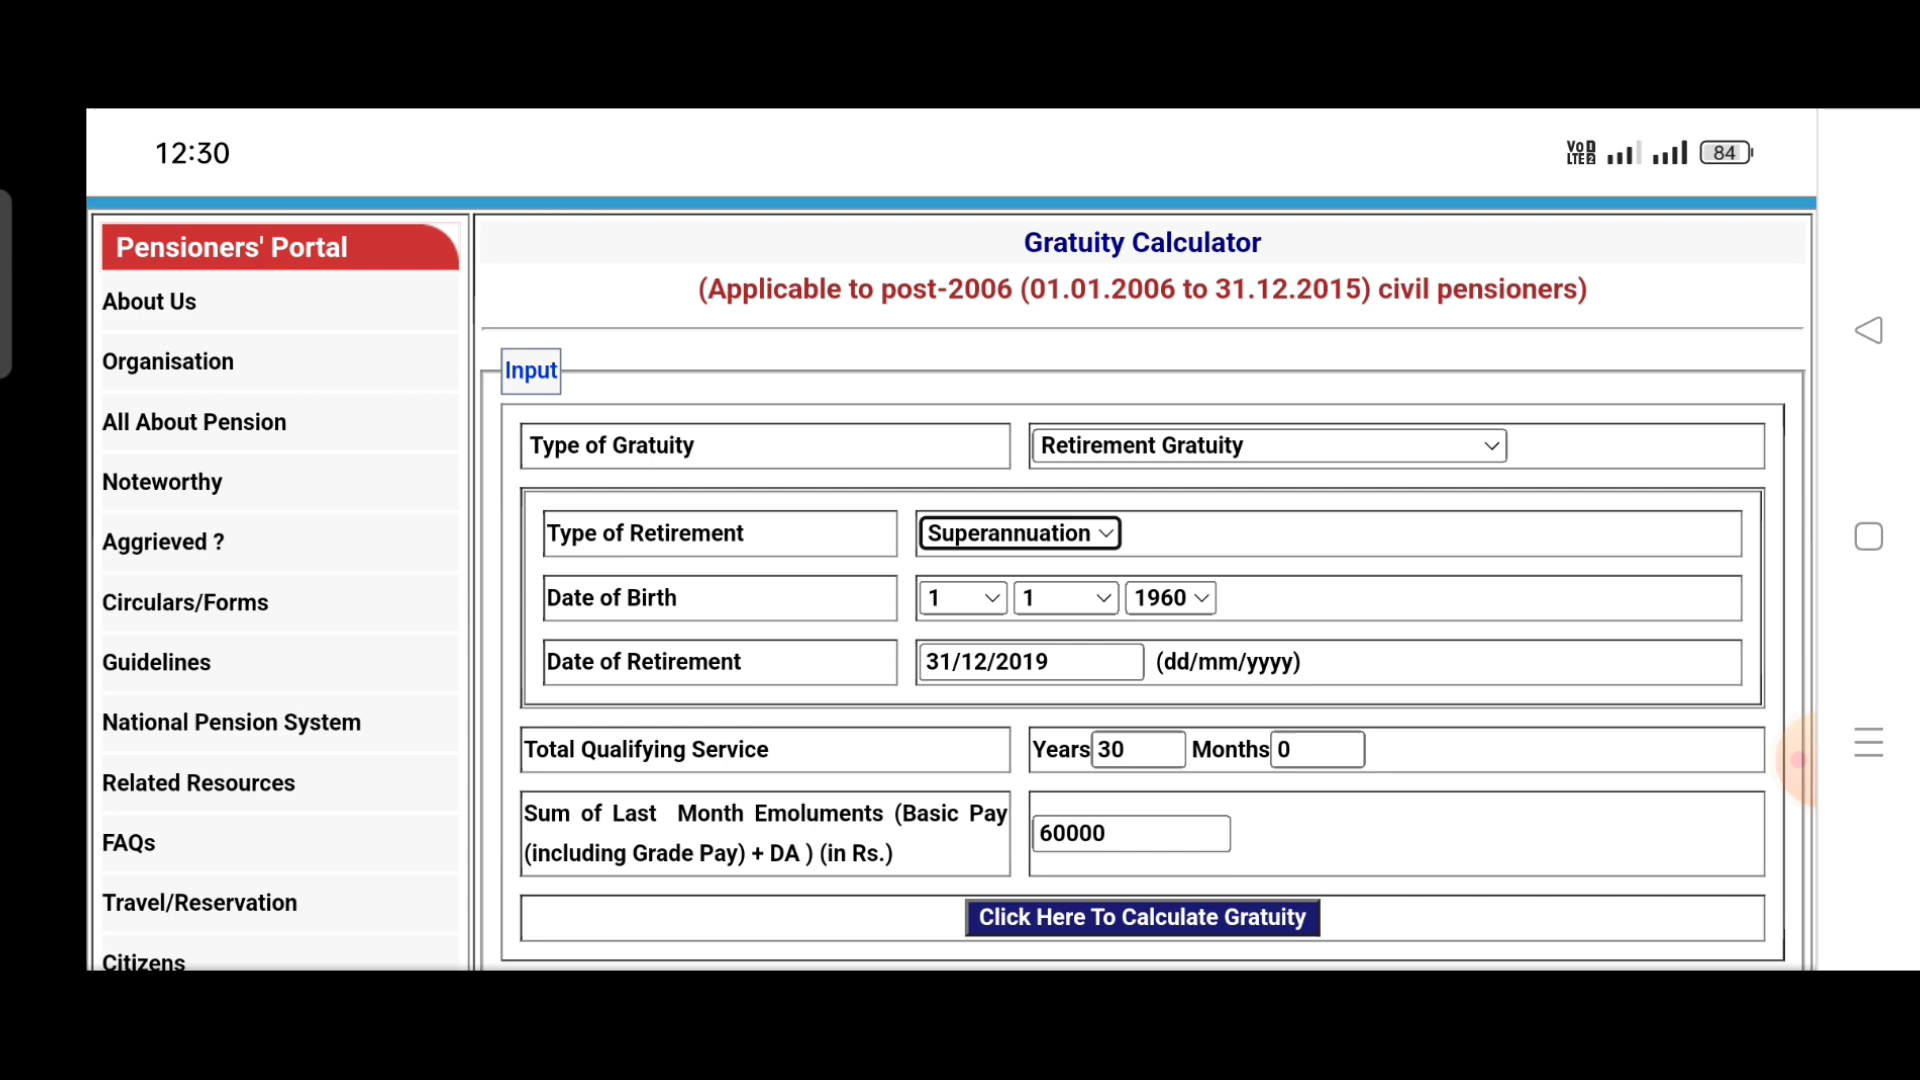 12:30
Vo LTE 84
Pensioners' Portal
About Us
Organisation
All About Pension
Noteworthy
Aggrieved ?
Circulars/Forms
Guidelines
National Pension System
Related Resources
FAQs
Travel/Reservation
Citizens
Gratuity Calculator
(Applicable to post-2006 (01.01.2006 to 31.12.2015) civil pensioners)
Input
Type of Gratuity Retirement Gratuity
Type of Retirement Superannuation
Date of Birth 1 1 1960
Date of Retirement 31/12/2019 (dd/mm/yyyy)
Total Qualifying Service Years 30 Months 0
Sum of Last Month Emoluments (Basic Pay
(including Grade Pay) + DA ) (in Rs.)
60000
Click Here To Calculate Gratuity